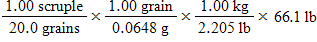 1.00 scruple / 20.0 grains × 1.00 grain / 0.0648 g × 1.00 kg / 2.205 lb × 66.1 lb